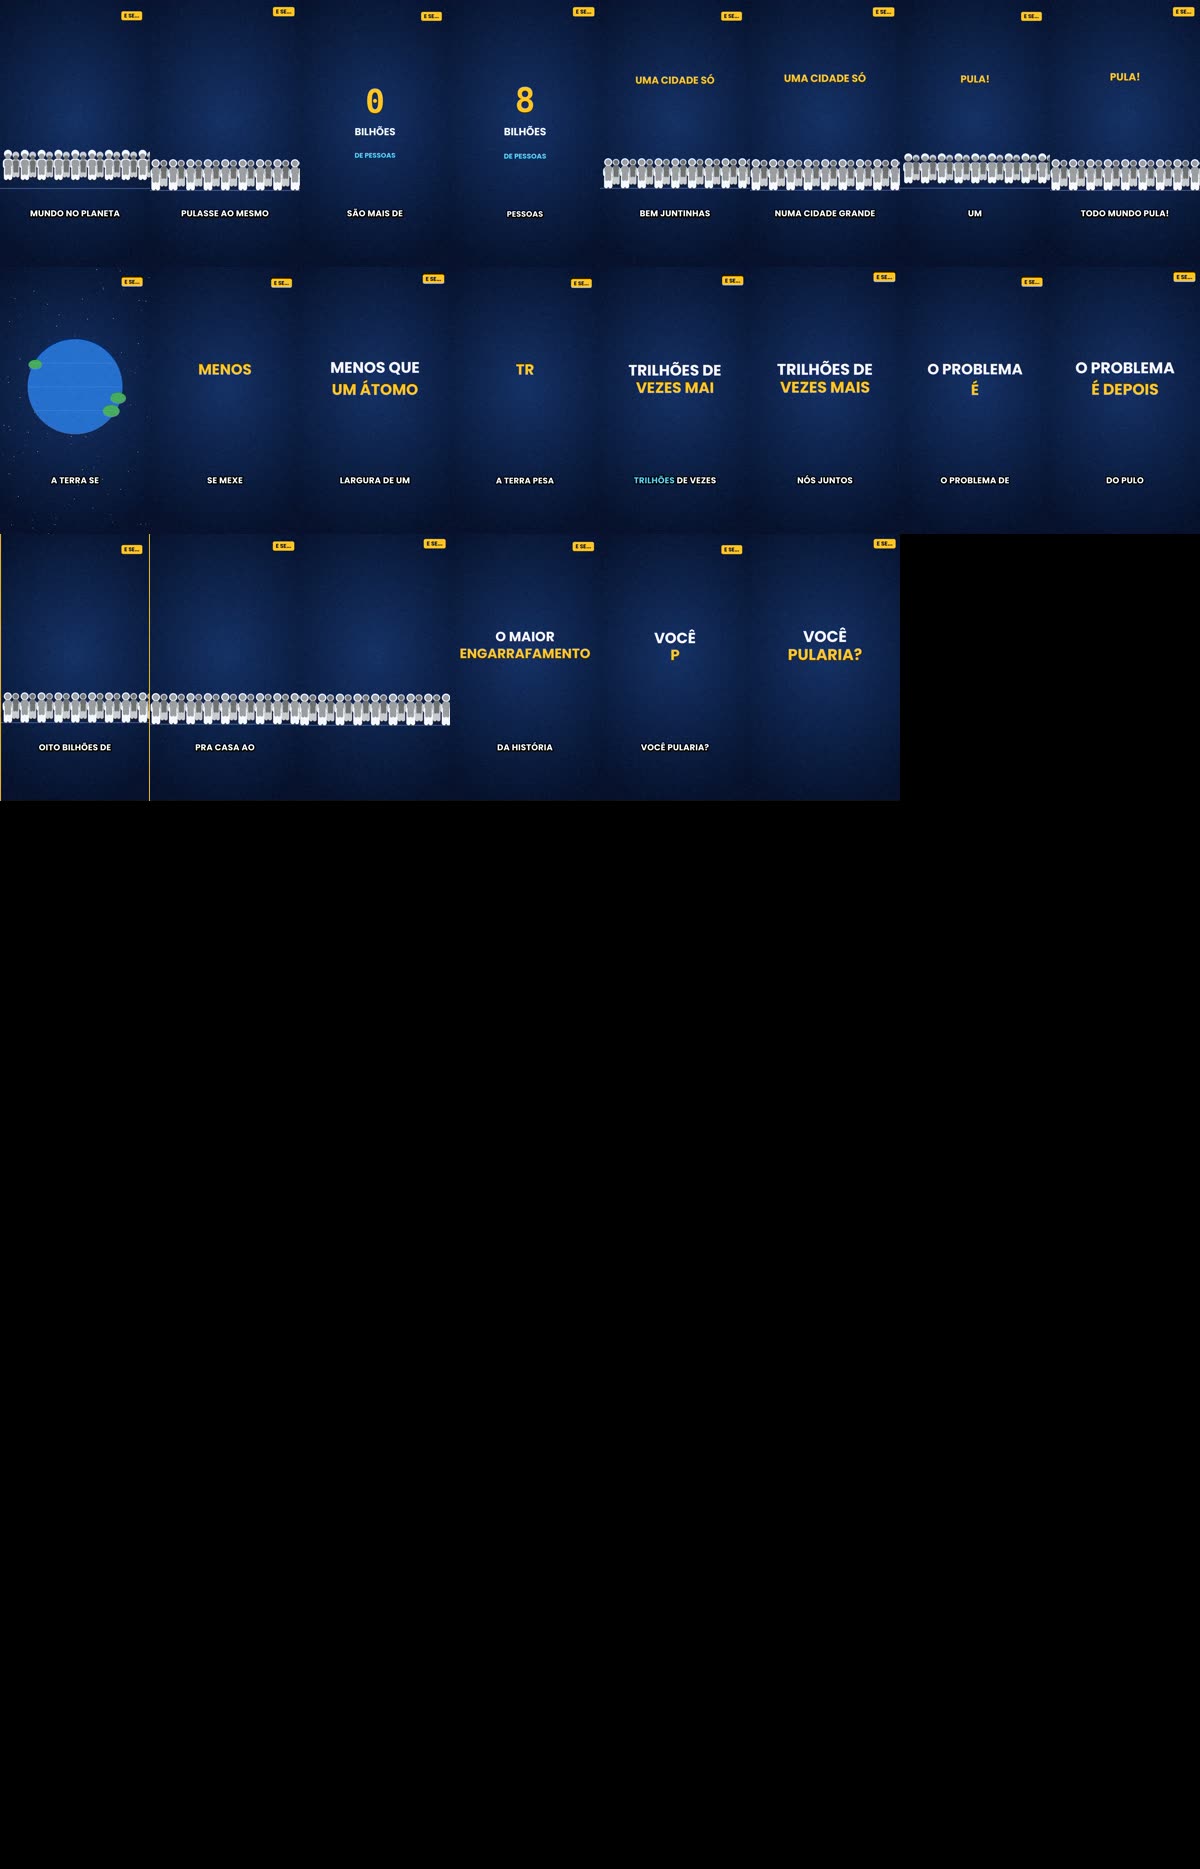 E SE...
MUNDO NO PLANETA
E SE...
PULASSE AO MESMO
E SE...
0
BILHÕES
DE PESSOAS
SÃO MAIS DE
E SE...
8
BILHÕES
DE PESSOAS
PESSOAS
E SE...
UMA CIDADE SÓ
BEM JUNTINHAS
E SE...
UMA CIDADE SÓ
NUMA CIDADE GRANDE
E SE...
PULA!
UM
E SE...
PULA!
TODO MUNDO PULA!
E SE...
A TERRA SE
E SE...
MENOS
SE MEXE
E SE...
MENOS QUE
UM ÁTOMO
LARGURA DE UM
E SE...
TR
A TERRA PESA
E SE...
TRILHÕES DE
VEZES MAI
TRILHÕES DE VEZES
E SE...
TRILHÕES DE
VEZES MAIS
NÓS JUNTOS
E SE...
O PROBLEMA
É
O PROBLEMA DE
E SE...
O PROBLEMA
É DEPOIS
DO PULO
E SE...
OITO BILHÕES DE
E SE...
PRA CASA AO
E SE...
E SE...
O MAIOR
ENGARRAFAMENTO
DA HISTÓRIA
E SE...
VOCÊ
P
VOCÊ PULARIA?
E SE...
VOCÊ
PULARIA?